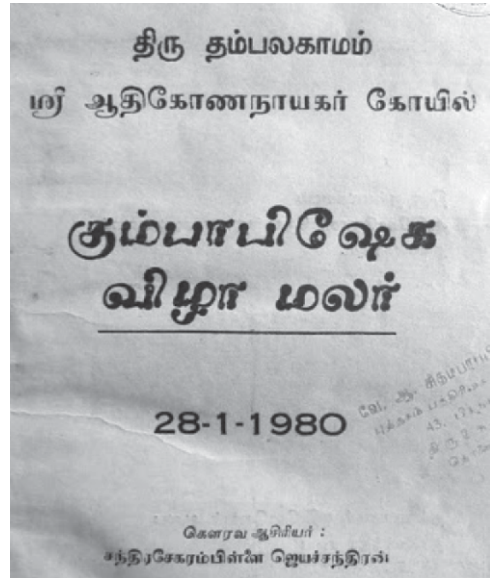 திரு தம்பலகாமம்
ஸ்ரீ ஆதிகோணநாயகர் கோயில்
கும்பாபிஷேக
விழா மலர்
28-1-1980
கௌரவ ஆசிரியர் :
சந்திரசேகரம்பிள்ளை ஜெயச்சந்திரன்